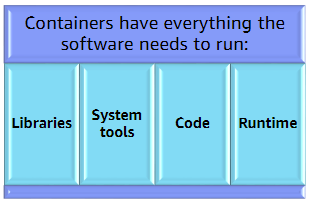 Containers have everything the
software needs to run:
Libraries
System
tools
Code
Runtime